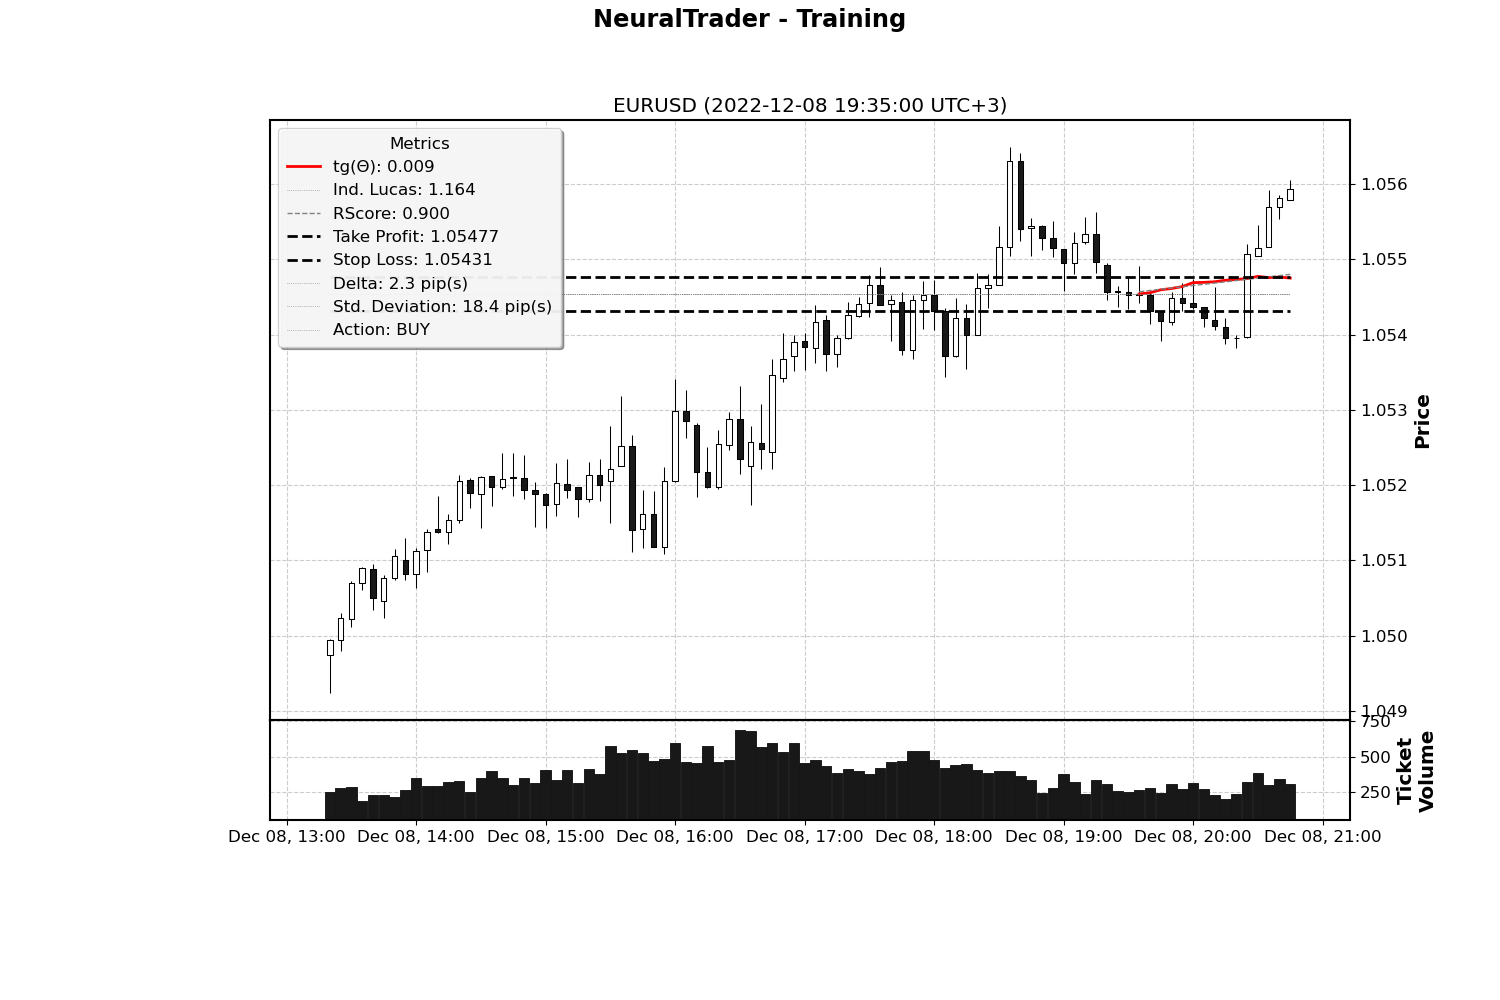 NeuralTrader - Training
EURUSD (2022-12-08 19:35:00 UTC+3)
Metrics
tg(Θ): 0.009
Ind. Lucas: 1.164
RScore: 0.900
Take Profit: 1.05477
Stop Loss: 1.05431
Delta: 2.3 pip(s)
Std. Deviation: 18.4 pip(s)
Action: BUY
1.056
1.055
1.054
1.053
1.052
1.051
1.050
1.049
Price
750
500
250
Ticket
Volume
Dec 08, 13:00 Dec 08, 14:00 Dec 08, 15:00 Dec 08, 16:00 Dec 08, 17:00 Dec 08, 18:00 Dec 08, 19:00 Dec 08, 20:00 Dec 08, 21:00